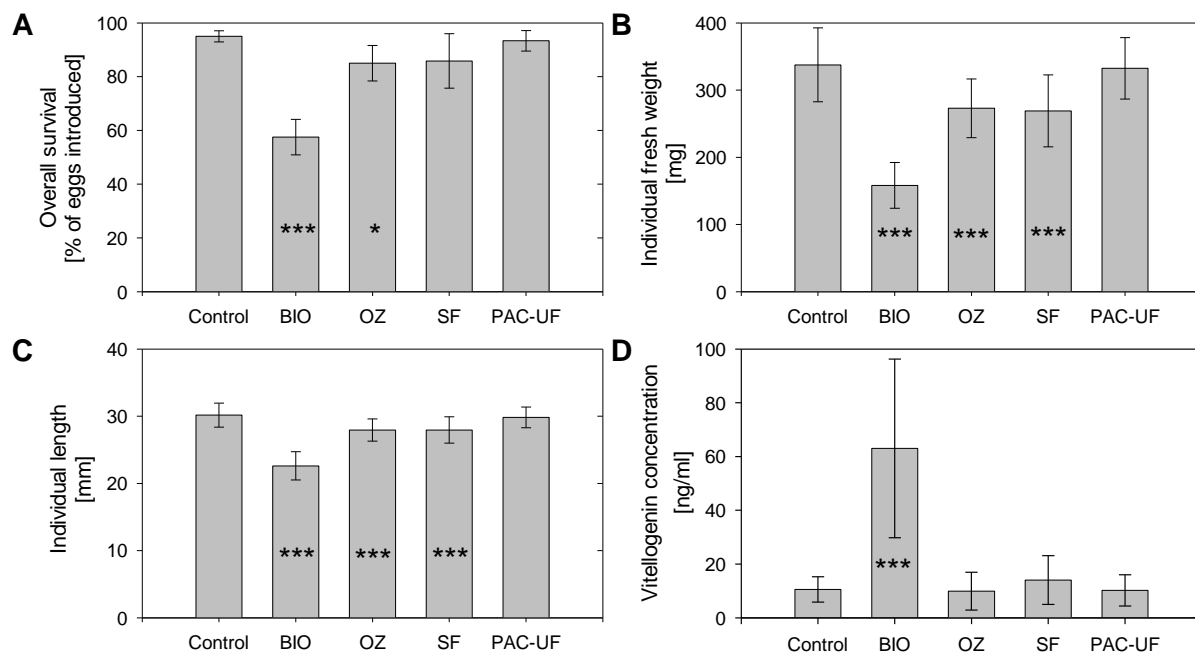 A
Overall survival
[% of eggs introduced]
100
80
60
40
20
0
***
*
Control BIO OZ SF PAC-UF
B
Individual fresh weight
[mg]
400
300
200
100
0
***
***
***
Control BIO OZ SF PAC-UF
C
Individual length
[mm]
40
30
20
10
0
***
***
***
Control BIO OZ SF PAC-UF
D
Vitellogenin concentration
[ng/ml]
100
80
60
40
20
0
***
Control BIO OZ SF PAC-UF